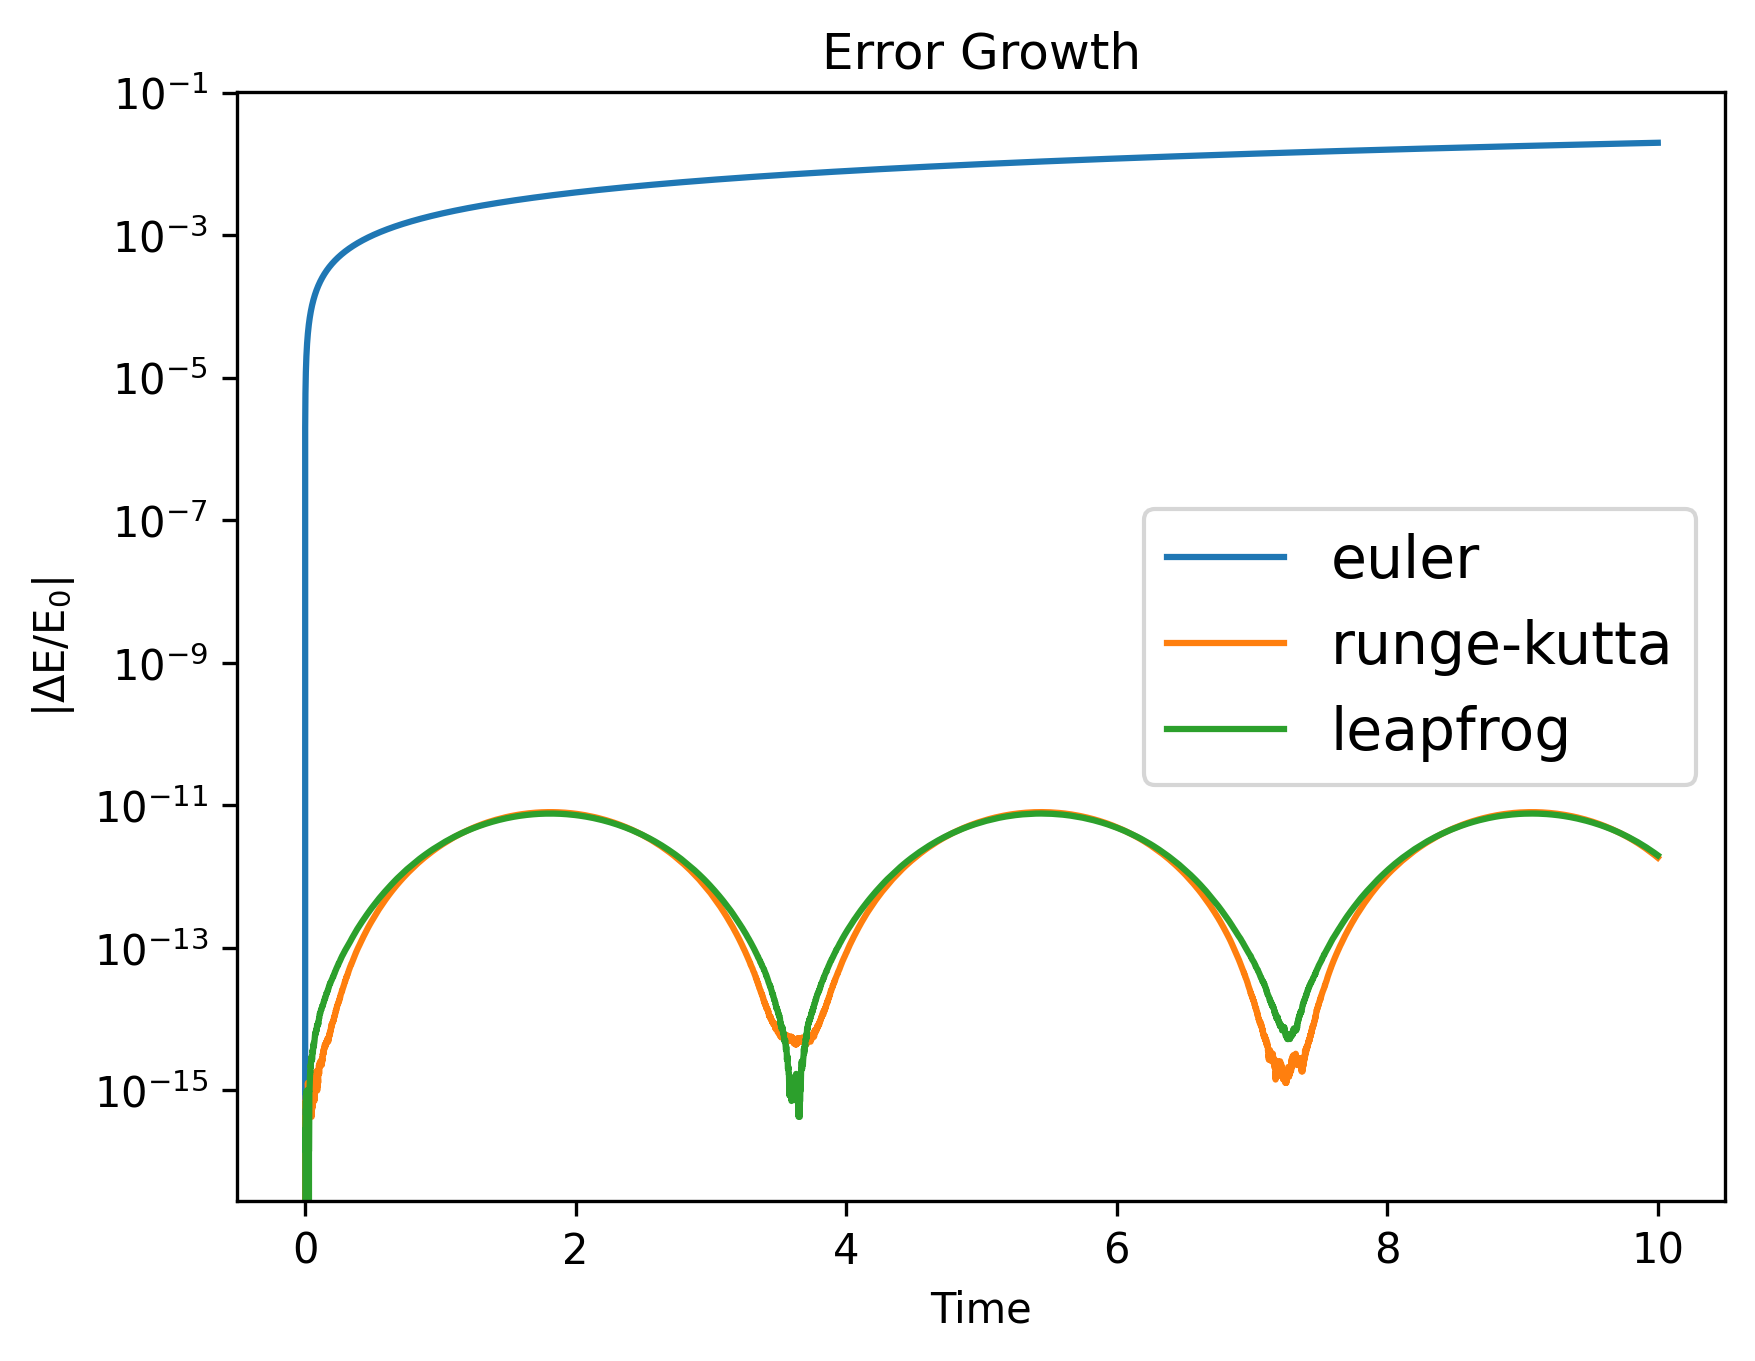 Error Growth
10⁻¹
10⁻³
10⁻⁵
10⁻⁷
10⁻⁹
10⁻¹¹
10⁻¹³
10⁻¹⁵
|ΔE/E₀|
euler
runge-kutta
leapfrog
0 2 4 6 8 10
Time